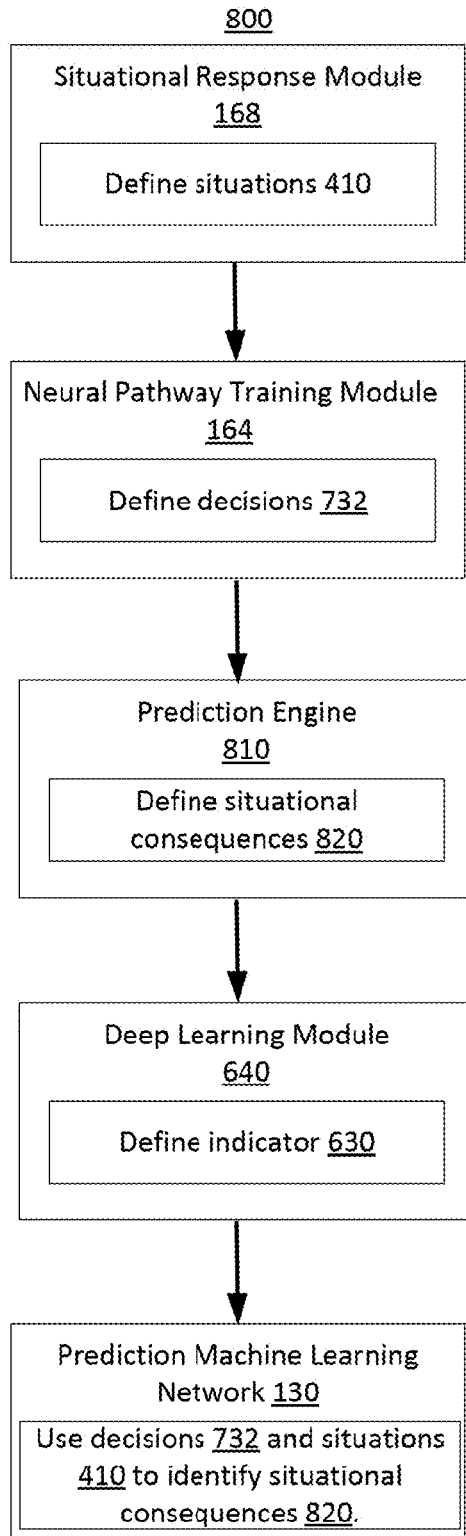 800
Situational Response Module
168
Define situations 410
Neural Pathway Training Module
164
Define decisions 732
Prediction Engine
810
Define situational
consequences 820
Deep Learning Module
640
Define indicator 630
Prediction Machine Learning
Network 130
Use decisions 732 and situations
410 to identify situational
consequences 820.